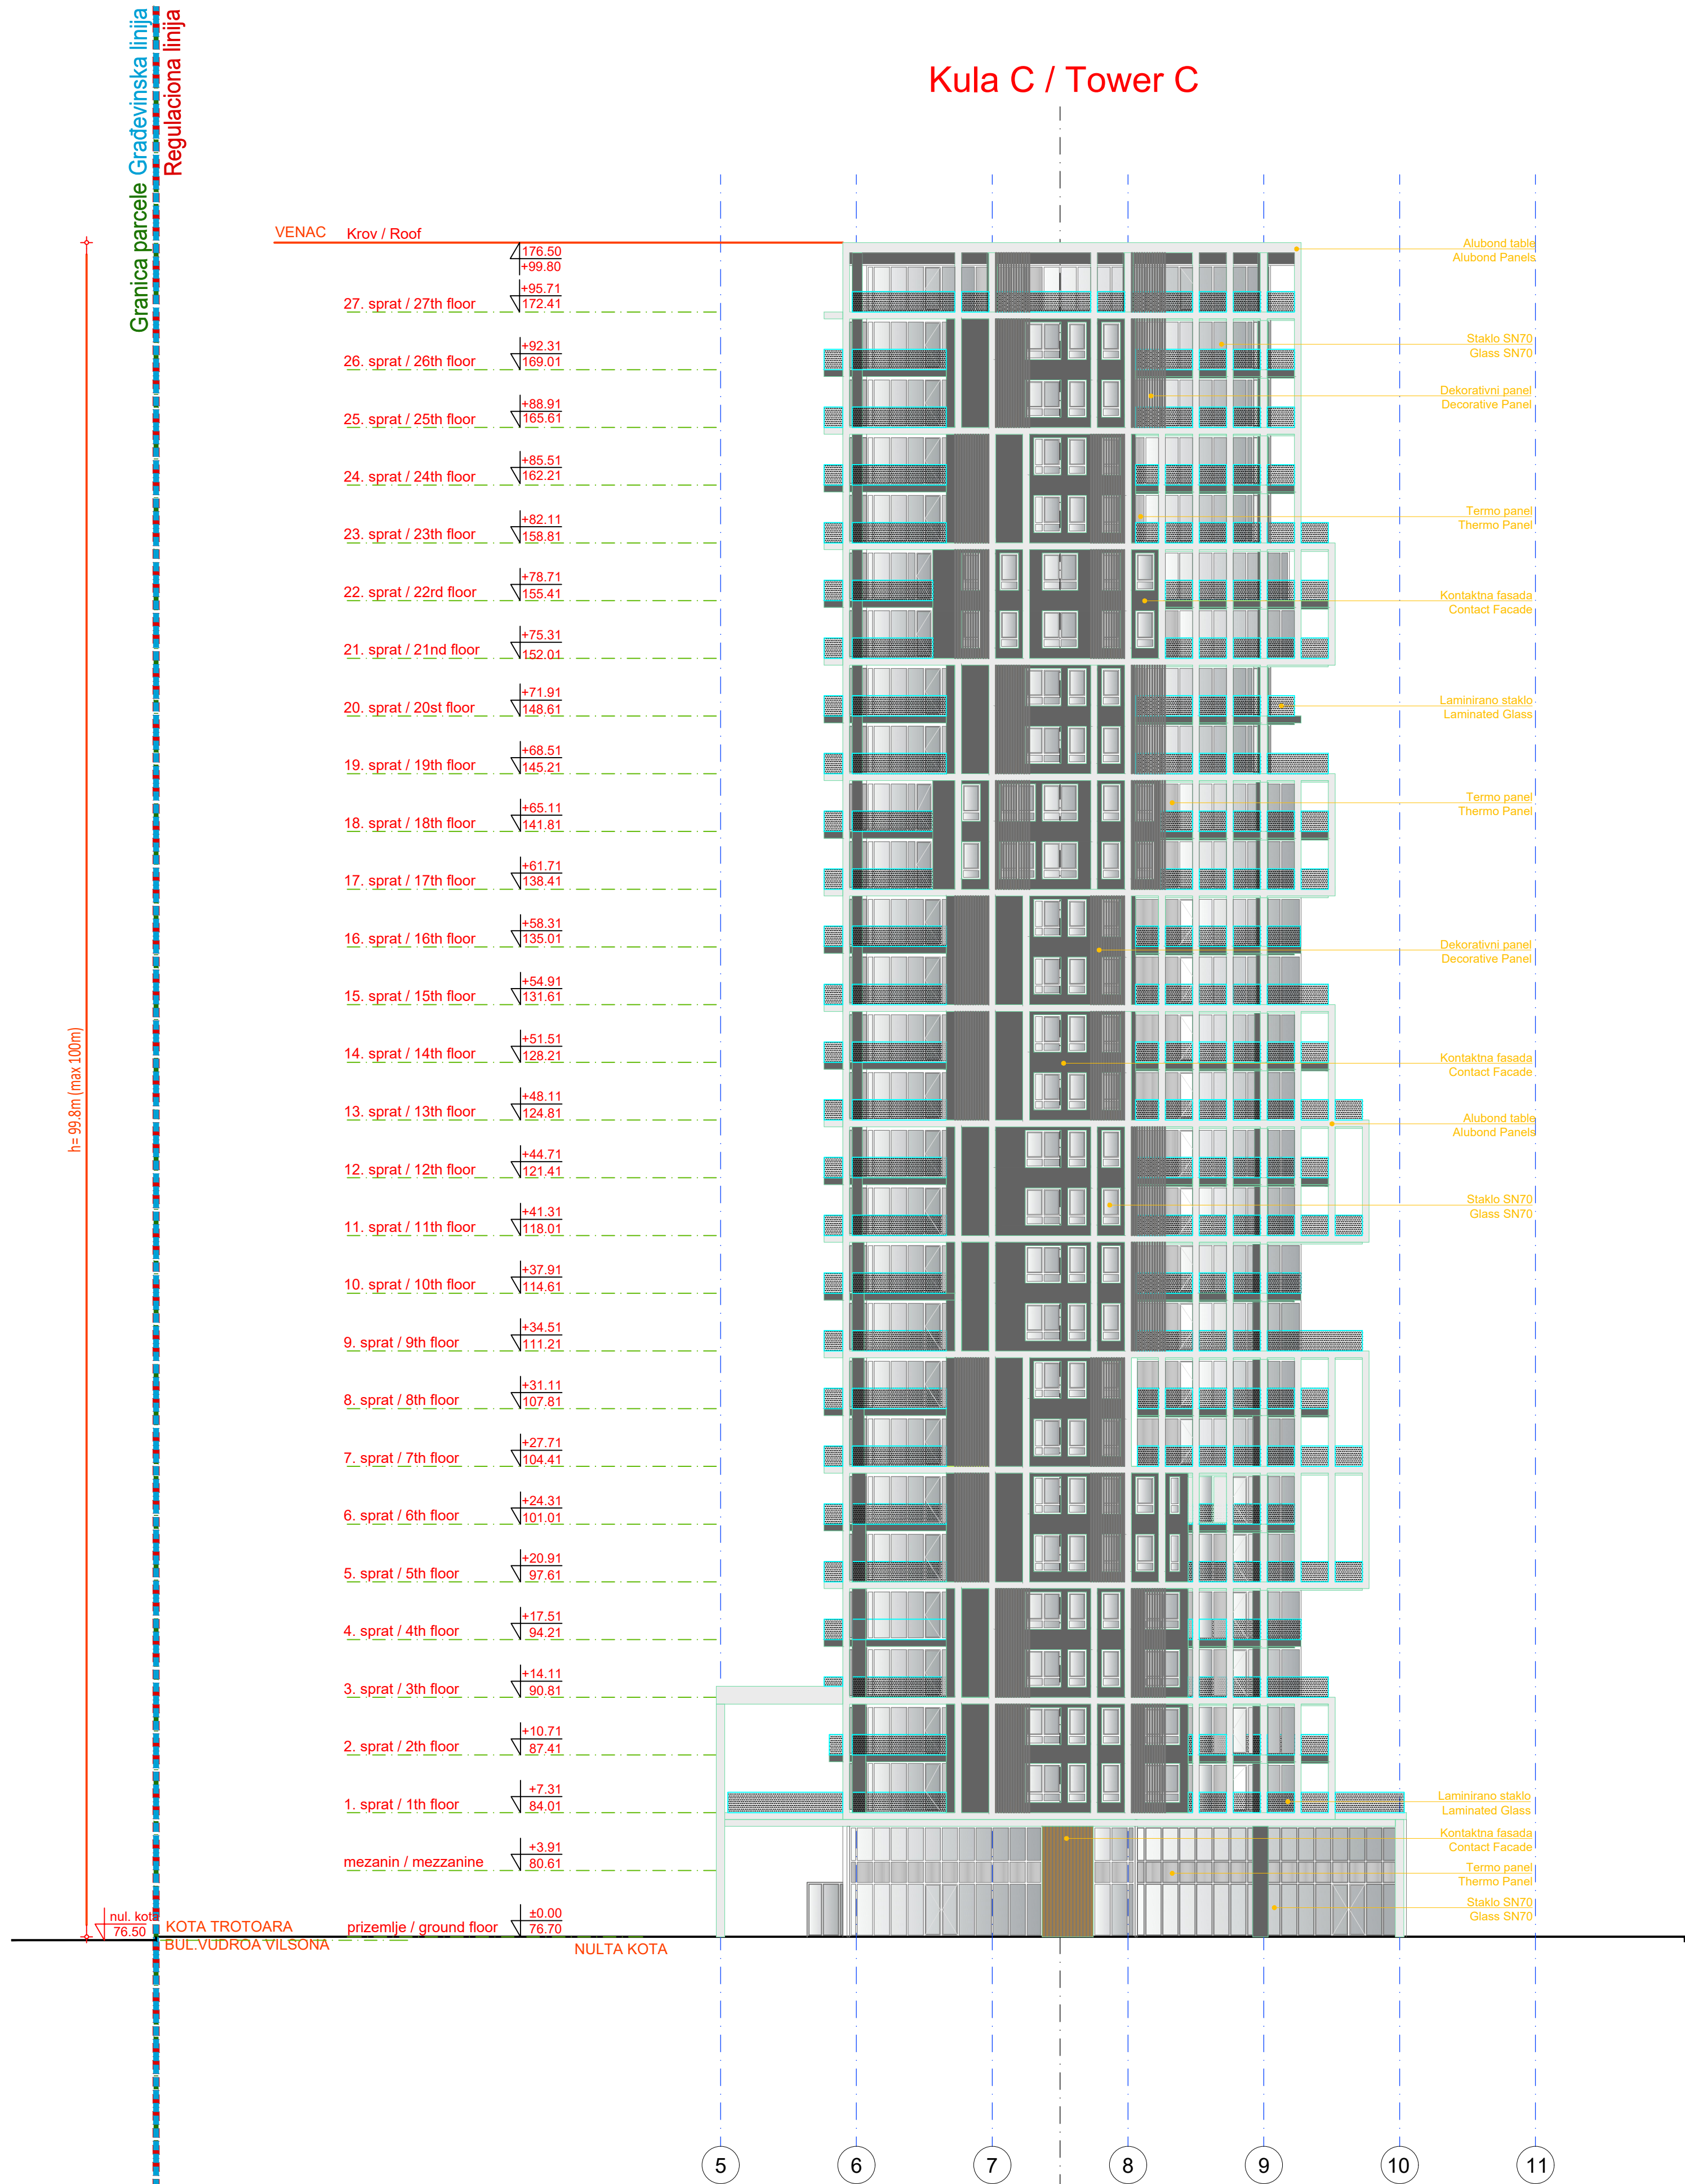 Građevinska linija
Regulaciona linija
Granica parcele
Kula C / Tower C
VENAC
Krov / Roof
176.50
+99.80
27. sprat / 27th floor
+95.71
172.41
26. sprat / 26th floor
+92.31
169.01
25. sprat / 25th floor
+88.91
165.61
24. sprat / 24th floor
+85.51
162.21
23. sprat / 23th floor
+82.11
158.81
22. sprat / 22rd floor
+78.71
155.41
21. sprat / 21nd floor
+75.31
152.01
20. sprat / 20st floor
+71.91
148.61
19. sprat / 19th floor
+68.51
145.21
18. sprat / 18th floor
+65.11
141.81
17. sprat / 17th floor
+61.71
138.41
16. sprat / 16th floor
+58.31
135.01
15. sprat / 15th floor
+54.91
131.61
14. sprat / 14th floor
+51.51
128.21
13. sprat / 13th floor
+48.11
124.81
12. sprat / 12th floor
+44.71
121.41
11. sprat / 11th floor
+41.31
118.01
10. sprat / 10th floor
+37.91
114.61
9. sprat / 9th floor
+34.51
111.21
8. sprat / 8th floor
+31.11
107.81
7. sprat / 7th floor
+27.71
104.41
6. sprat / 6th floor
+24.31
101.01
5. sprat / 5th floor
+20.91
97.61
4. sprat / 4th floor
+17.51
94.21
3. sprat / 3th floor
+14.11
90.81
2. sprat / 2th floor
+10.71
87.41
1. sprat / 1th floor
+7.31
84.01
mezanin / mezzanine
+3.91
80.61
prizemlje / ground floor
±0.00
76.70
h= 99.8m (max 100m)
nul. kota
76.50
KOTA TROTOARA
BUL.VUDROA VILSONA
NULTA KOTA
Alubond table
Alubond Panels
Staklo SN70
Glass SN70
Dekorativni panel
Decorative Panel
Termo panel
Thermo Panel
Kontaktna fasada
Contact Facade
Laminirano staklo
Laminated Glass
Termo panel
Thermo Panel
Dekorativni panel
Decorative Panel
Kontaktna fasada
Contact Facade
Alubond table
Alubond Panels
Staklo SN70
Glass SN70
Laminirano staklo
Laminated Glass
Kontaktna fasada
Contact Facade
Termo panel
Thermo Panel
Staklo SN70
Glass SN70
5
6
7
8
9
10
11